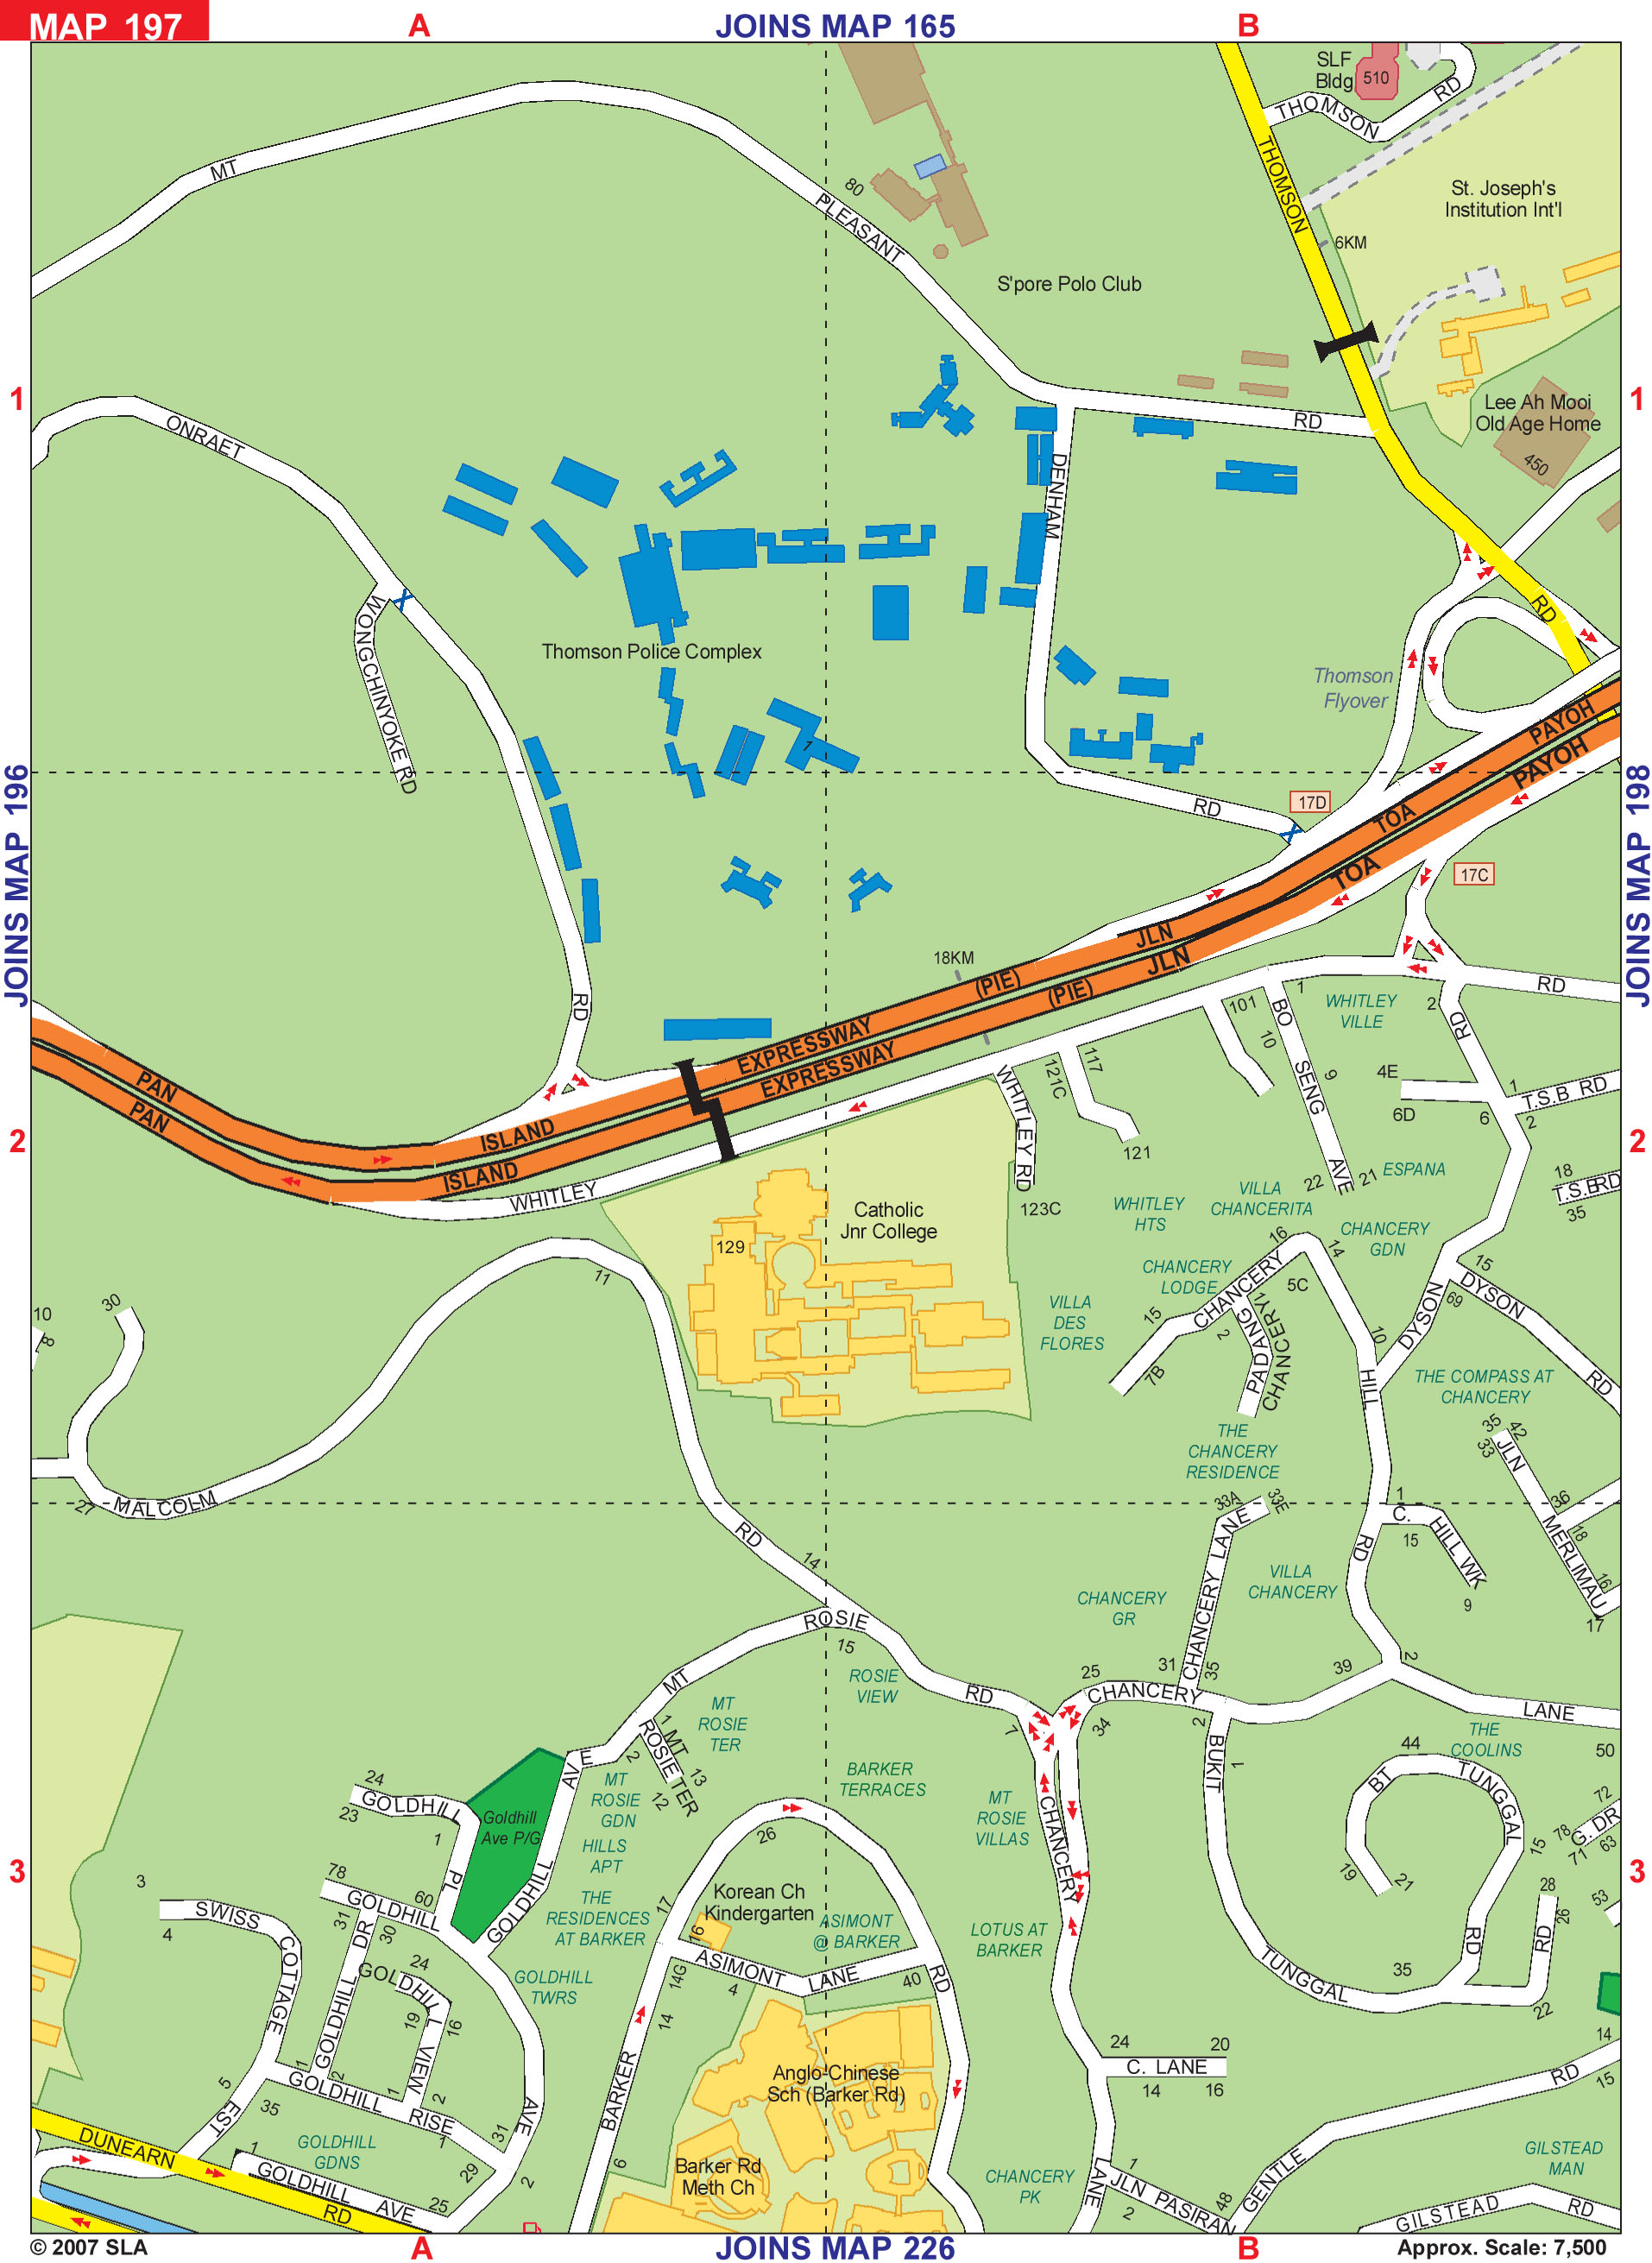 MAP 197
A
JOINS MAP 165
B
SLF
Bldg
510
THOMSON
RD
MT
THOMSON
St. Joseph's
Institution Int'l
80
PLEASANT
6KM
S'pore Polo Club
1
1
Lee Ah Mooi
Old Age Home
450
RD
ONRAET
DENHAM
RD
WONGCHINYOKE RD
Thomson Police Complex
Thomson
Flyover
1
PAYOH
PAYOH
JOINS MAP 196
JOINS MAP 198
RD
17D
TOA
TOA
17C
JLN
JLN
18KM
(PIE)
(PIE)
RD
RD
101
BO
1
WHITLEY
VILLE
2
RD
10
SENG
9
EXPRESSWAY
EXPRESSWAY
PAN
PAN
117
121C
WHITLEY RD
4E
6D
1
T.S.B RD
6
2
2
2
ISLAND
ISLAND
121
AVE
22
21
ESPANA
18
T.S.B RD
35
WHITLEY
123C
Catholic
Jnr College
129
WHITLEY
HTS
VILLA
CHANCERITA
CHANCERY
GDN
16
14
15
11
CHANCERY
LODGE
CHANCERY
5C
DYSON
69
DYSON
10
8
30
VILLA
DES
FLORES
15
2
1
PADANG
CHANCERY
10
7B
HILL
THE COMPASS AT
CHANCERY
RD
THE
CHANCERY
RESIDENCE
35
42
33
JLN
27
MALCOLM
33A
33E
1
C.
15
HILL WK
9
36
18
MERLIMAU
16
17
RD
14
RD
CHANCERY LANE
VILLA
CHANCERY
CHANCERY
GR
ROSIE
15
ROSIE
VIEW
MT
RD
25
31
35
39
2
CHANCERY
LANE
7
34
2
1
MT
ROSIE
TER
1
MT
ROSIE TER
2
13
12
THE
COOLINS
50
44
BT
TUNGGAL
72
G. DR
78
71
63
AVE
MT
ROSIE
GDN
BARKER
TERRACES
MT
ROSIE
VILLAS
BUKIT
24
GOLDHILL
23
1
Goldhill
Ave P/G
HILLS
APT
26
CHANCERY
15
19
21
3
3
3
78
60
PL
GOLDHILL
THE
RESIDENCES
AT BARKER
17
Korean Ch
Kindergarten
16
ASIMONT
@ BARKER
LOTUS AT
BARKER
28
26
53
SWISS
4
GOLDHILL
31
DR
30
24
GOLDHILL
GOLDHILL
TWRS
14G
ASIMONT
LANE
4
40
RD
TUNGGAL
35
RD
RD
22
COTTAGE
GOLDHILL
19
16
VIEW
14
Anglo-Chinese
Sch (Barker Rd)
24
20
C. LANE
14
16
14
RD
15
5
EST
1
2
GOLDHILL
35
1
2
RISE
1
31
AVE
BARKER
DUNEARN
1
GOLDHILL
AVE
GOLDHILL
GDNS
29
25
2
RD
6
Barker Rd
Meth Ch
CHANCERY
PK
LANE
1
JLN PASIRAN
2
48
GENTLE
GILSTEAD
MAN
GILSTEAD
RD
© 2007 SLA
A
JOINS MAP 226
B
Approx. Scale: 7,500